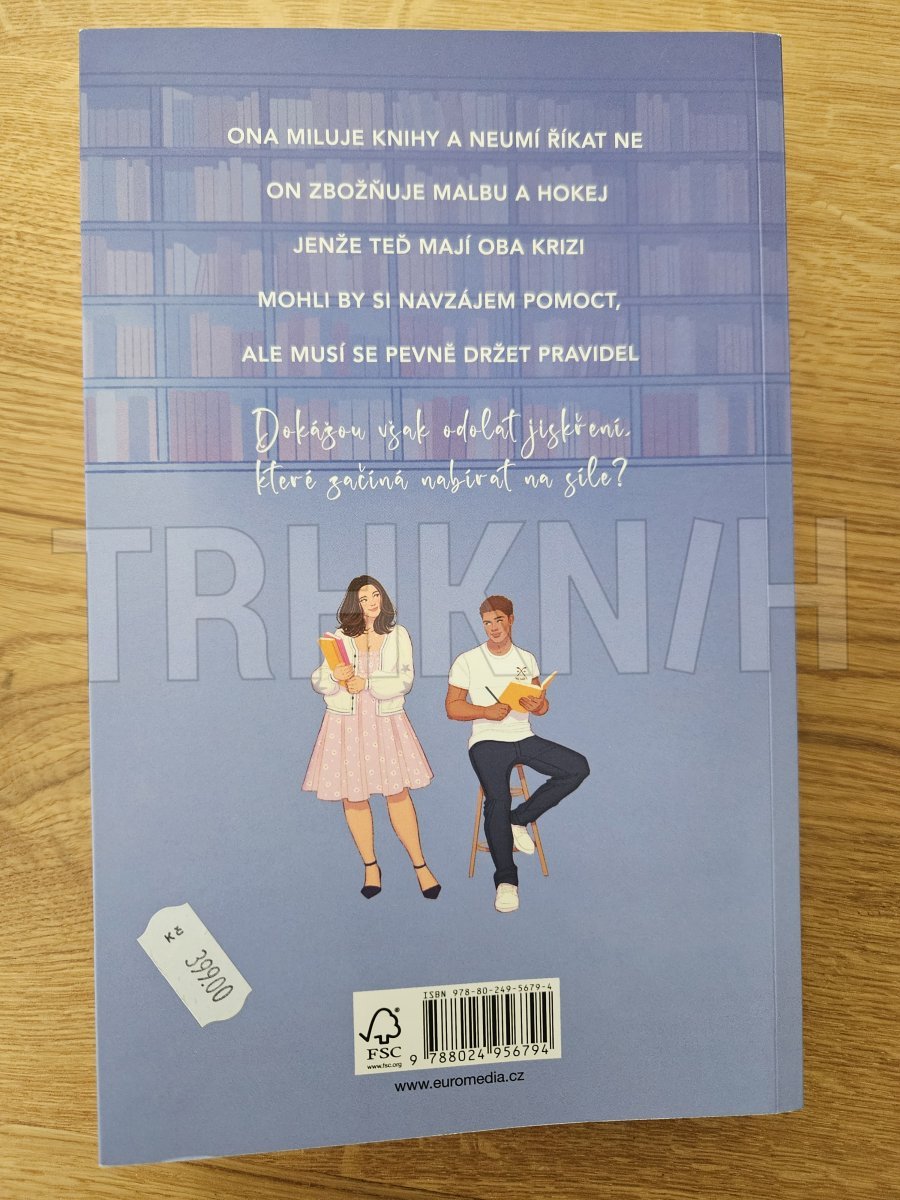 ONA MILUJE KNIHY A NEUMÍ ŘÍKAT NE
ON ZBOŽŇUJE MALBU A HOKEJ
JENŽE TEĎ MAJÍ OBA KRIZI
MOHLI BY SI NAVZÁJEM POMOCT,
ALE MUSÍ SE PEVNĚ DRŽET PRAVIDEL
Dokážou však odolat jiskření,
které začíná nabírat na síle?
TRHKNIH
Kč 399.00
ISBN 978-80-249-5679-4
FSC
www.fsc.org
9 788024 956794
www.euromedia.cz